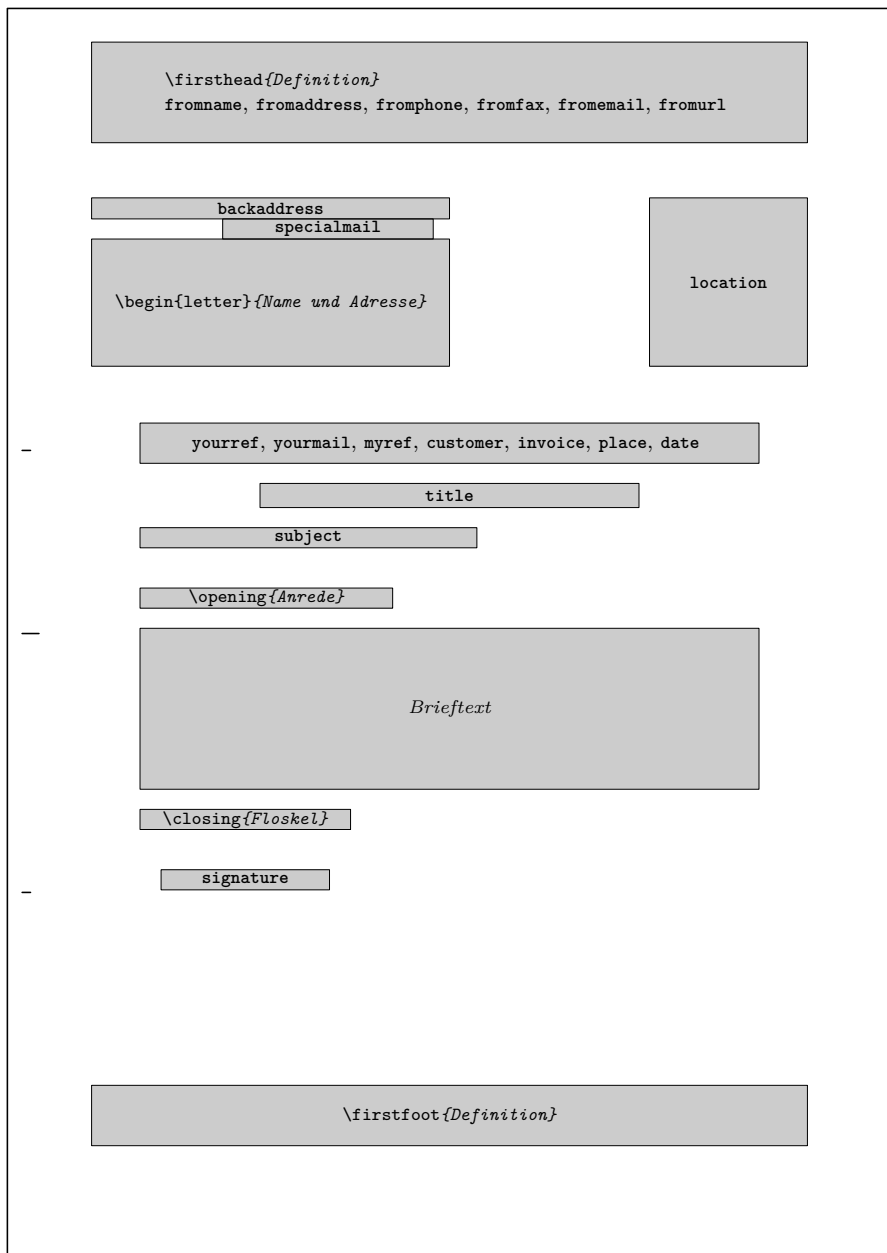 \firsthead{Definition}
fromname, fromaddress, fromphone, fromfax, fromemail, fromurl
backaddress
specialmail
\begin{letter}{Name und Adresse}
location
yourref, yourmail, myref, customer, invoice, place, date
title
subject
\opening{Anrede}
Brieftext
\closing{Floskel}
signature
\firstfoot{Definition}